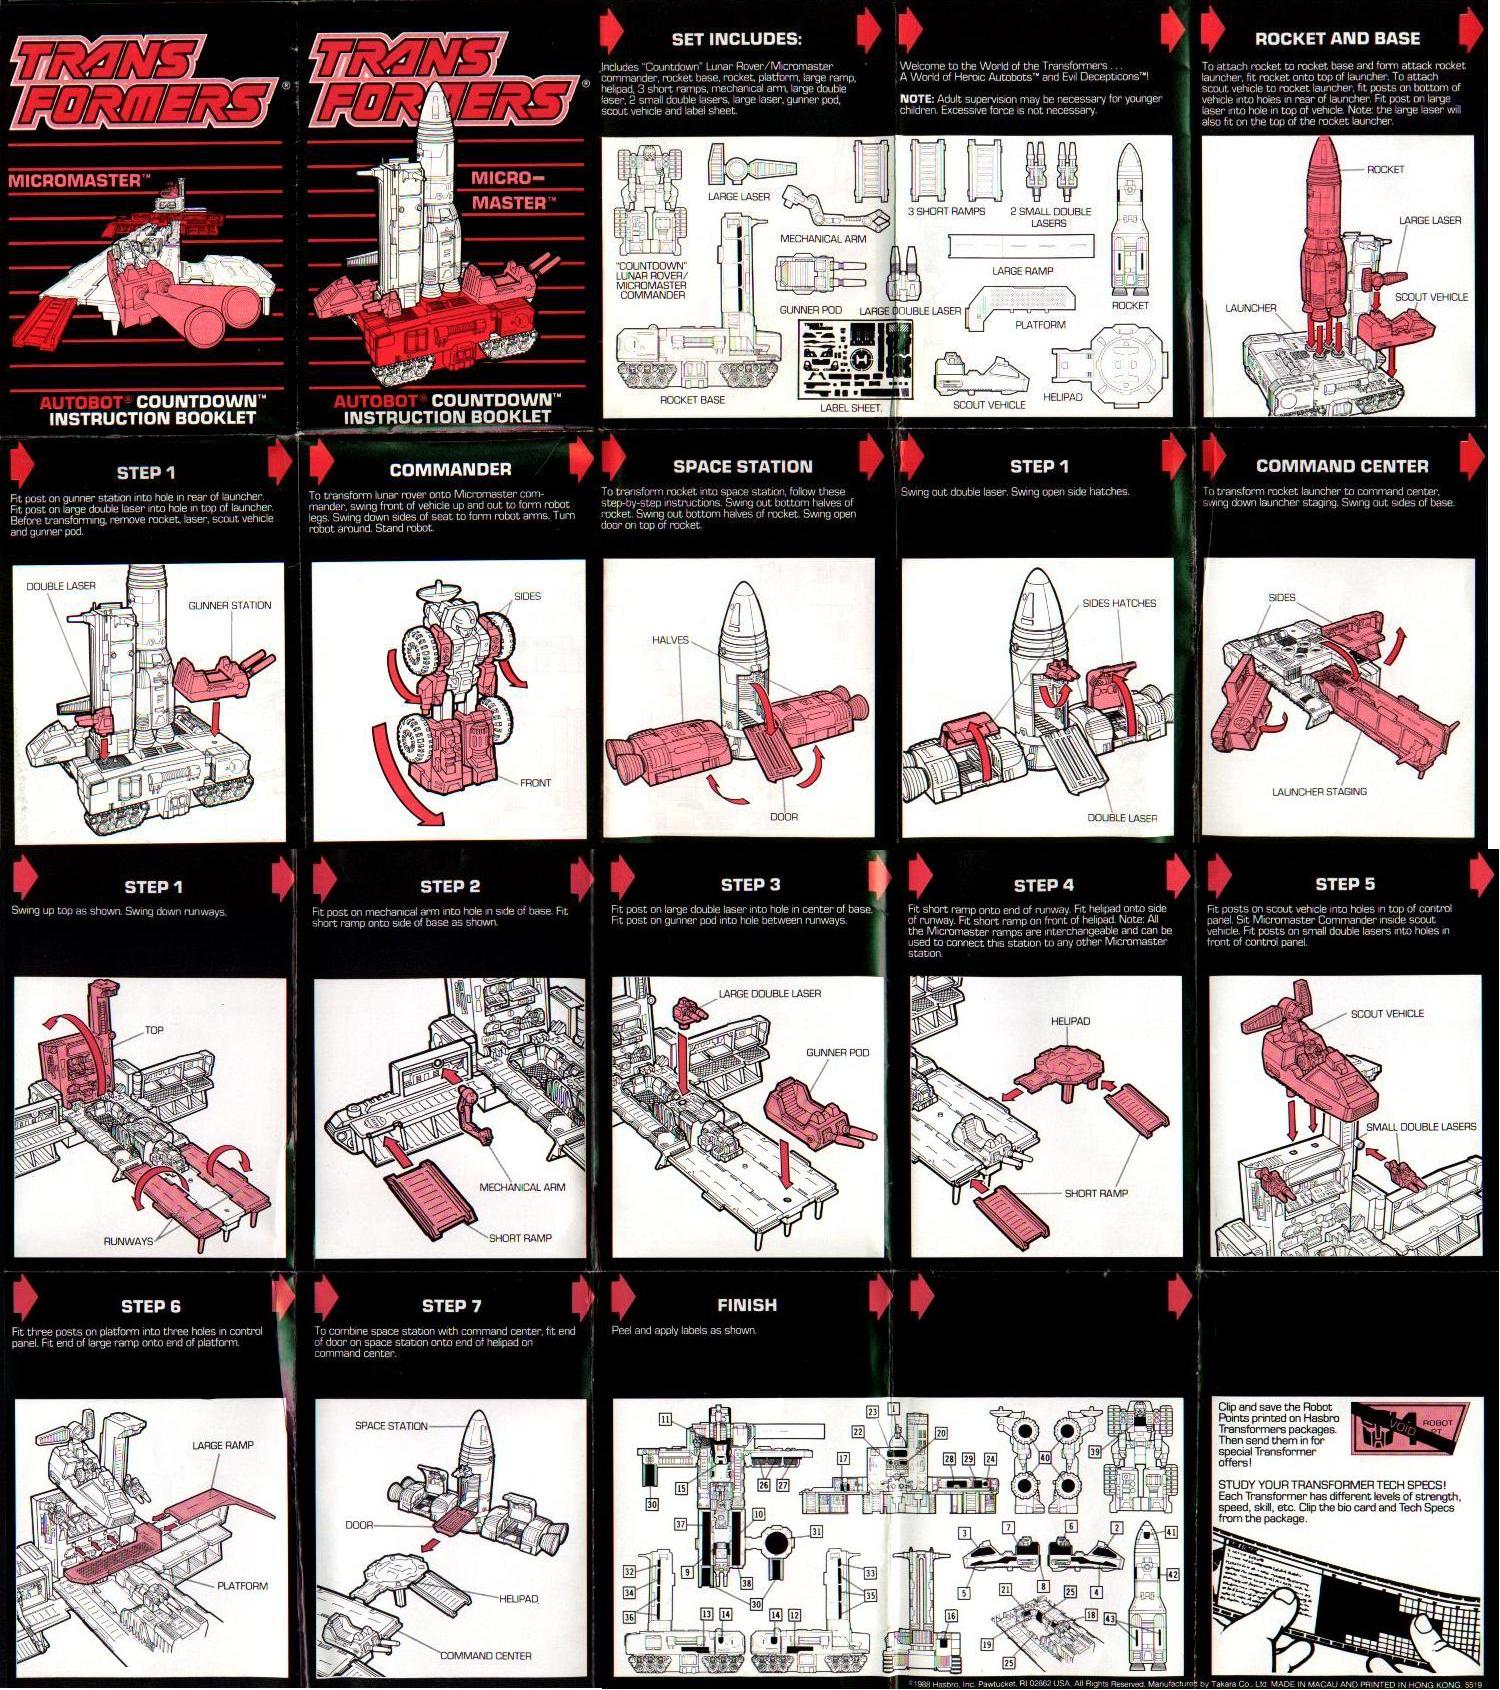 TRANS
FORMERS®
MICROMASTER™
AUTOBOT® COUNTDOWN™
INSTRUCTION BOOKLET
TRANS
FORMERS®
MICRO–
MASTER™
AUTOBOT® COUNTDOWN™
INSTRUCTION BOOKLET
SET INCLUDES:
Includes "Countdown" Lunar Rover/Micromaster
commander, rocket base, rocket, platform, large ramp,
helipad, 3 short ramps, mechanical arm, large double
laser, 2 small double lasers, large laser, gunner pod,
scout vehicle and label sheet.
Welcome to the World of the Transformers . . .
A World of Heroic Autobots™ and Evil Decepticons™!
NOTE: Adult supervision may be necessary for younger
children. Excessive force is not necessary.
"COUNTDOWN"
LUNAR ROVER/
MICROMASTER
COMMANDER
LARGE LASER
MECHANICAL ARM
GUNNER POD
LARGE DOUBLE LASER
ROCKET BASE
LABEL SHEET.
3 SHORT RAMPS
2 SMALL DOUBLE
LASERS
LARGE RAMP
PLATFORM
ROCKET
SCOUT VEHICLE
HELIPAD
ROCKET AND BASE
To attach rocket to rocket base and form attack rocket
launcher, fit rocket onto top of launcher. To attach
scout vehicle to rocket launcher, fit posts on bottom of
vehicle into holes in rear of launcher. Fit post on large
laser into hole in top of vehicle. Note: the large laser will
also fit on the top of the rocket launcher.
ROCKET
LARGE LASER
SCOUT VEHICLE
LAUNCHER
STEP 1
Fit post on gunner station into hole in rear of launcher.
Fit post on large double laser into hole in top of launcher.
Before transforming, remove rocket, laser, scout vehicle
and gunner pod.
DOUBLE LASER
GUNNER STATION
COMMANDER
To transform lunar rover onto Micromaster com-
mander, swing front of vehicle up and out to form robot
legs. Swing down sides of seat to form robot arms. Turn
robot around. Stand robot.
SIDES
FRONT
SPACE STATION
To transform rocket into space station, follow these
step-by-step instructions. Swing out bottom halves of
rocket. Swing out bottom halves of rocket. Swing open
door on top of rocket.
HALVES
DOOR
STEP 1
Swing out double laser. Swing open side hatches.
SIDES HATCHES
DOUBLE LASER
COMMAND CENTER
To transform rocket launcher to command center,
swing down launcher staging. Swing out sides of base.
SIDES
LAUNCHER STAGING
STEP 1
Swing up top as shown. Swing down runways.
TOP
RUNWAYS
STEP 2
Fit post on mechanical arm into hole in side of base. Fit
short ramp onto side of base as shown.
MECHANICAL ARM
SHORT RAMP
STEP 3
Fit post on large double laser into hole in center of base.
Fit post on gunner pod into hole between runways.
LARGE DOUBLE LASER
GUNNER POD
STEP 4
Fit short ramp onto end of runway. Fit helipad onto side
of runway. Fit short ramp on front of helipad. Note: All
the Micromaster ramps are interchangeable and can be
used to connect this station to any other Micromaster
station.
HELIPAD
SHORT RAMP
STEP 5
Fit posts on scout vehicle into holes in top of control
panel. Sit Micromaster Commander inside scout
vehicle. Fit posts on small double lasers into holes in
front of control panel.
SCOUT VEHICLE
SMALL DOUBLE LASERS
STEP 6
Fit three posts on platform into three holes in control
panel. Fit end of large ramp onto end of platform.
LARGE RAMP
PLATFORM
STEP 7
To combine space station with command center, fit end
of door on space station onto end of helipad on
command center.
SPACE STATION
DOOR
HELIPAD
COMMAND CENTER
FINISH
Peel and apply labels as shown.
11
30
15
26
27
37
10
31
9
38
30
32
34
36
13
14
14
12
33
35
23
1
22
20
17
28
29
24
40
39
3
7
6
2
41
5
8
4
42
21
25
18
43
16
19
25
Clip and save the Robot
Points printed on Hasbro
Transformers packages.
Then send them in for
special Transformer
offers!
VOID
ROBOT
STUDY YOUR TRANSFORMER TECH SPECS!
Each Transformer has different levels of strength,
speed, skill, etc. Clip the bio card and Tech Specs
from the package.
©1988 Hasbro, Inc. Pawtucket, RI 02862 USA. All Rights Reserved. Manufactured by Takara Co., Ltd. MADE IN MACAU AND PRINTED IN HONG KONG. 5519